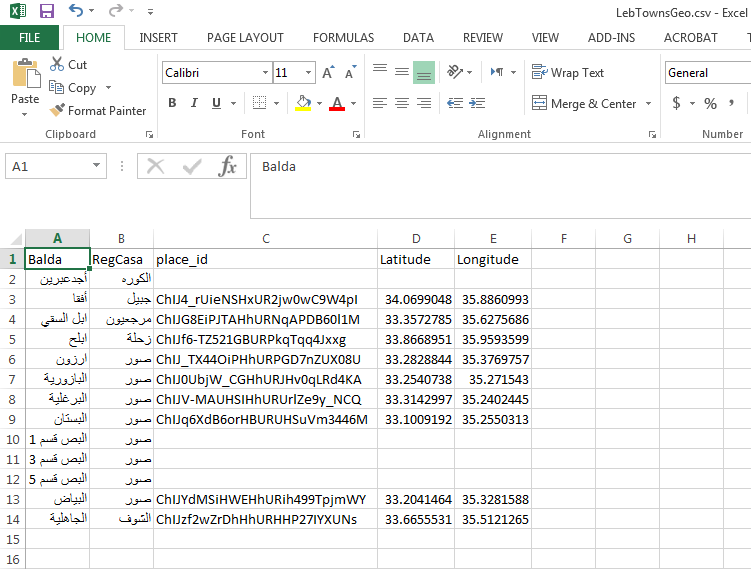 LebTownsGeo.csv - Excel
FILE HOME INSERT PAGE LAYOUT FORMULAS DATA REVIEW VIEW ADD-INS ACROBAT
Cut
Copy
Format Painter
Paste
Calibri 11
B I U
Wrap Text
Merge & Center
General
$ % ,
Clipboard Font Alignment Number
A1 fx Balda
A B C D E F G H
1 Balda RegCasa place_id Latitude Longitude
2 أجدعبرين الكوره
3 أفقا جبيل ChIJ4_rUieNSHxUR2jw0wC9W4pI 34.0699048 35.8860993
4 ابل السقي مرجعيون ChIJG8EiPJTAHhURNqAPDB60l1M 33.3572785 35.6275686
5 ابلح زحلة ChIJf6-TZ521GBURPkqTqq4Jxxg 33.8668951 35.9593599
6 ارزون صور ChIJ_TX44OiPHhURPGD7nZUX08U 33.2828844 35.3769757
7 البازورية صور ChIJ0UbjW_CGHhURJHv0qLRd4KA 33.2540738 35.271543
8 البرغلية صور ChIJV-MAUHSIHhURUrlZe9y_NCQ 33.3142997 35.2402445
9 البستان صور ChIJq6XdB6orHBURUHSuVm3446M 33.1009192 35.2550313
10 البص قسم 1 صور
11 البص قسم 3 صور
12 البص قسم 5 صور
13 البياض صور ChIJYdMSiHWEHhURih499TpjmWY 33.2041464 35.3281588
14 الجاهلية الشوف ChIJzf2wZrDhHhURHHP27IYXUNs 33.6655531 35.5121265
15
16